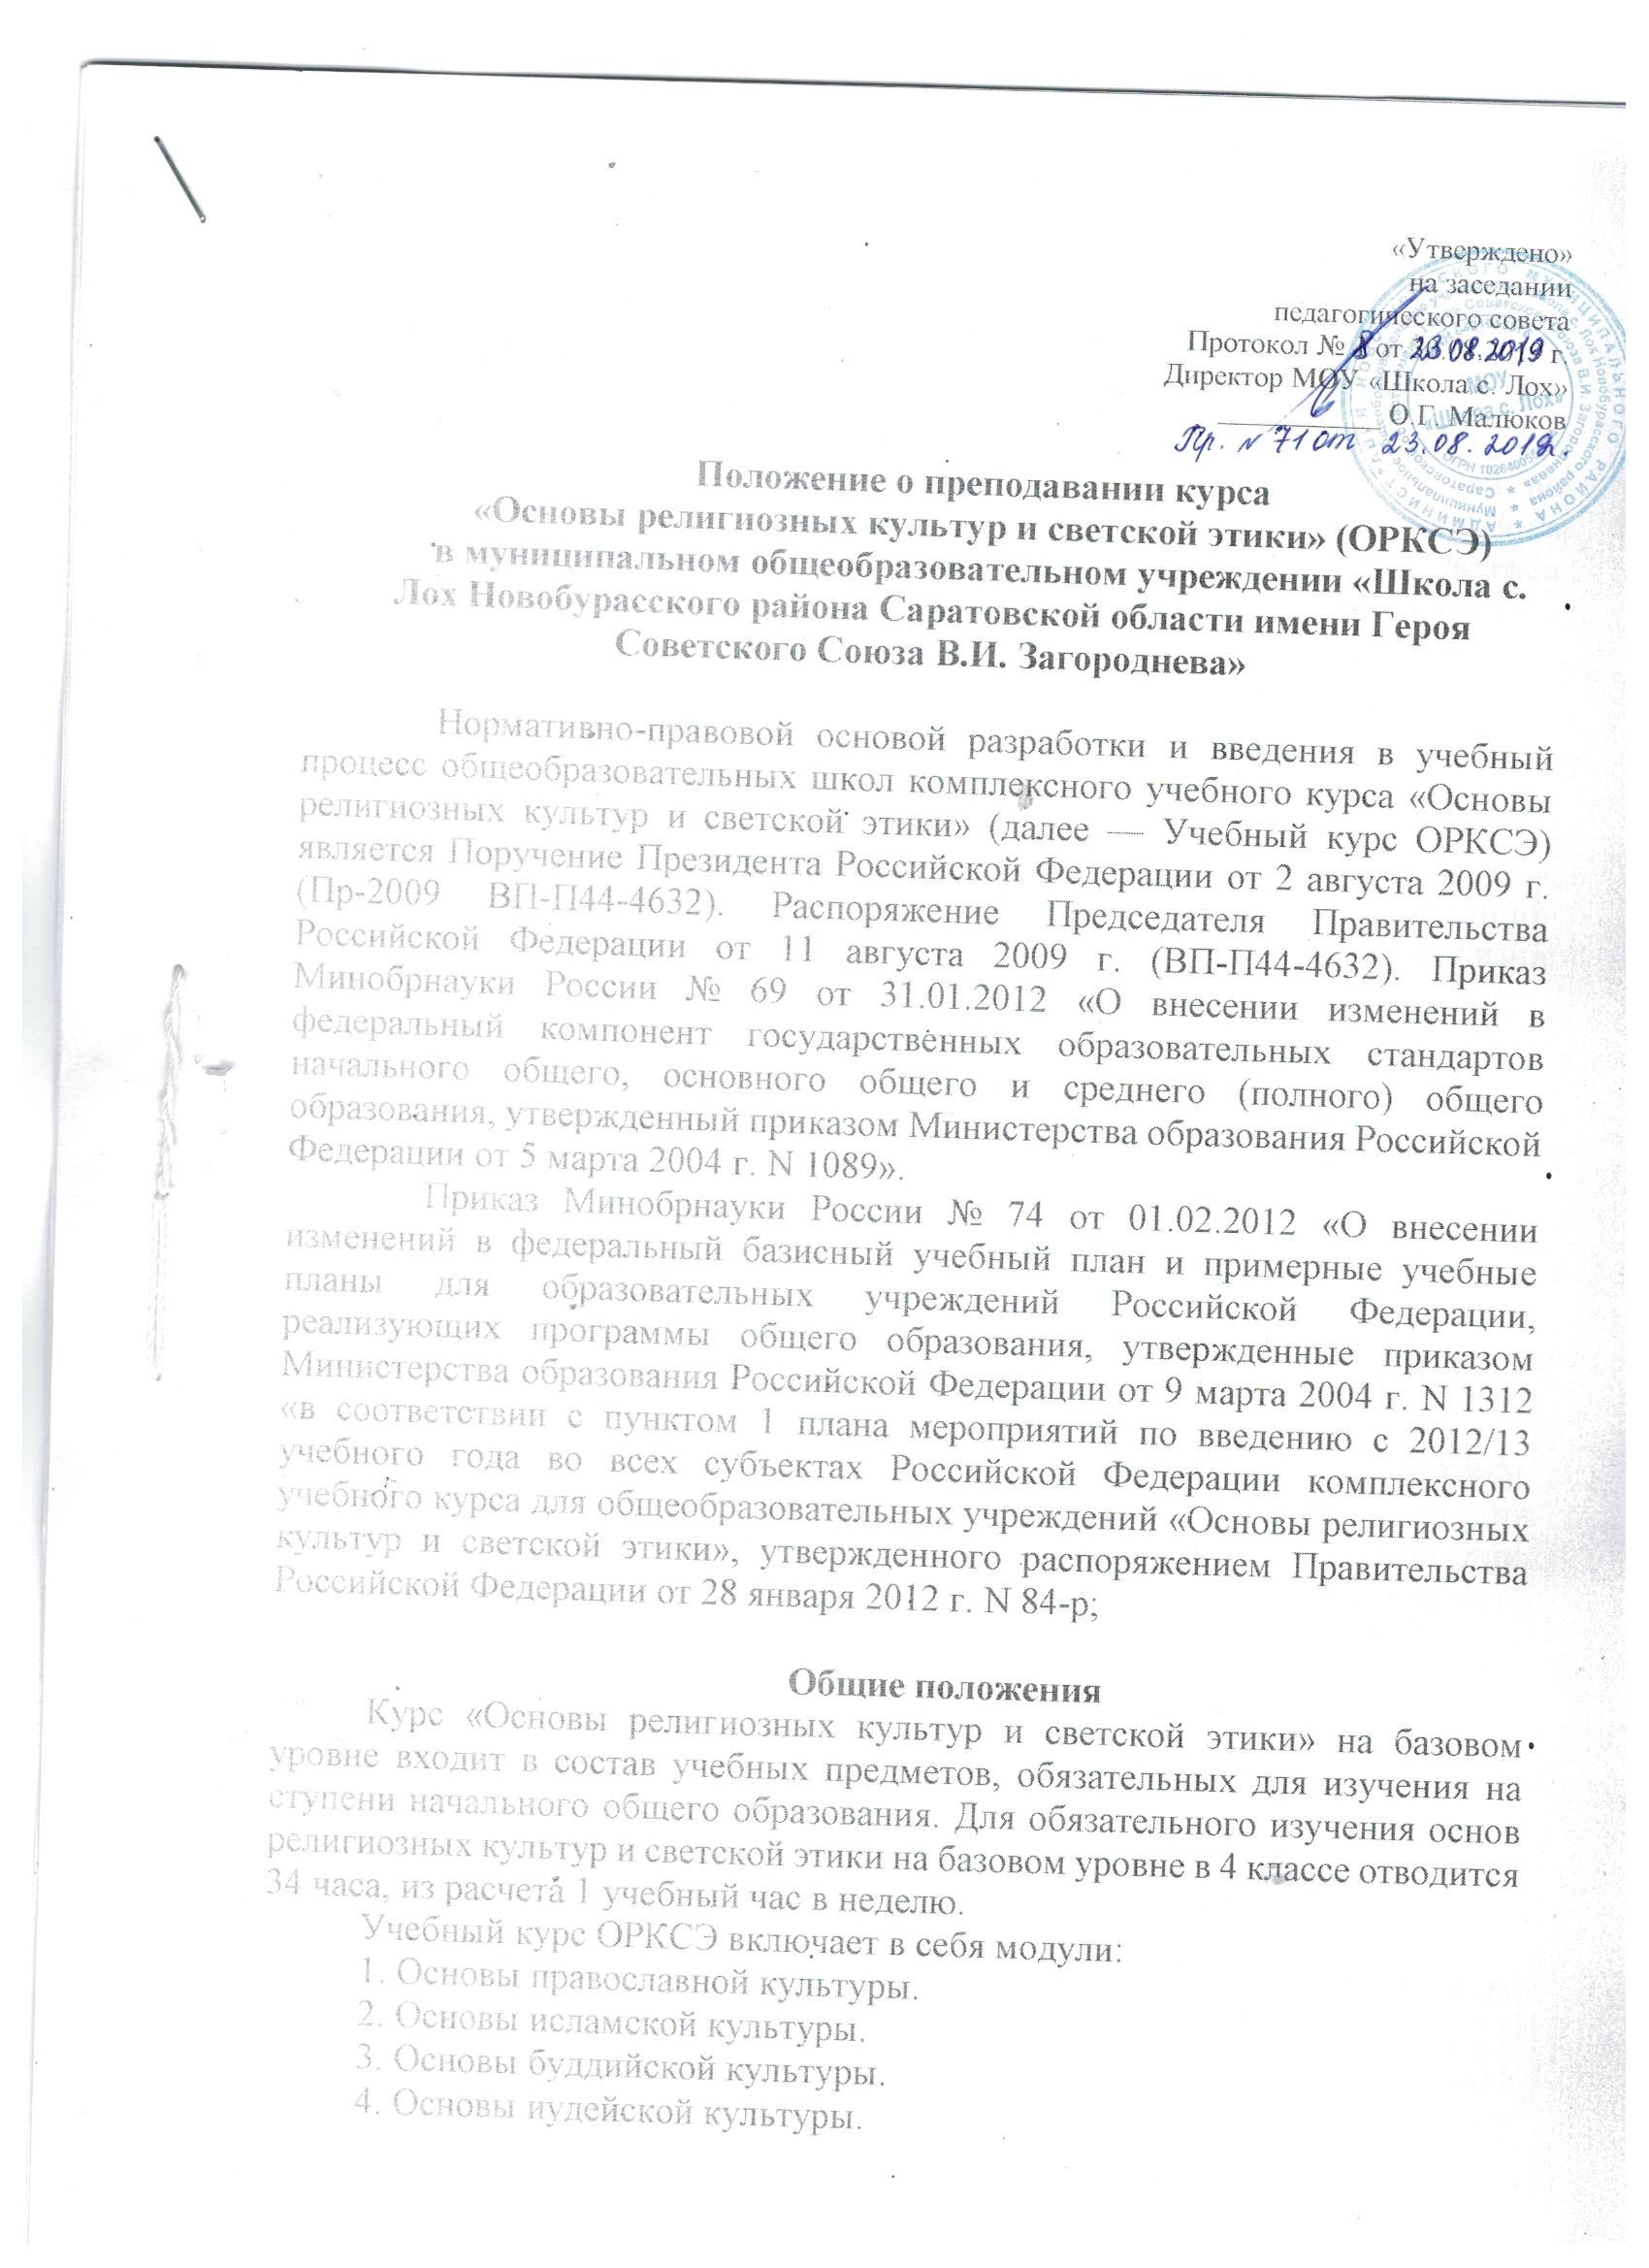 «Утверждено»
на заседании
педагогического совета
Протокол № 8 от 23.08.2019 г.
Директор МОУ «Школа с. Лох»
____________ О.Г. Малюков
Пр. № 71 от 23.08.2019г.
МОУ
«Школа с. Лох»
Положение о преподавании курса
«Основы религиозных культур и светской этики» (ОРКСЭ)
в муниципальном общеобразовательном учреждении «Школа с.
Лох Новобурасского района Саратовской области имени Героя
Советского Союза В.И. Загороднева»
Нормативно-правовой основой разработки и введения в учебный
процесс общеобразовательных школ комплексного учебного курса «Основы
религиозных культур и светской этики» (далее — Учебный курс ОРКСЭ)
является Поручение Президента Российской Федерации от 2 августа 2009 г.
(Пр-2009 ВП-П44-4632). Распоряжение Председателя Правительства
Российской Федерации от 11 августа 2009 г. (ВП-П44-4632). Приказ
Минобрнауки России № 69 от 31.01.2012 «О внесении изменений в
федеральный компонент государственных образовательных стандартов
начального общего, основного общего и среднего (полного) общего
образования, утвержденный приказом Министерства образования Российской
Федерации от 5 марта 2004 г. N 1089».
Приказ Минобрнауки России № 74 от 01.02.2012 «О внесении
изменений в федеральный базисный учебный план и примерные учебные
планы для образовательных учреждений Российской Федерации,
реализующих программы общего образования, утвержденные приказом
Министерства образования Российской Федерации от 9 марта 2004 г. N 1312
«в соответствии с пунктом 1 плана мероприятий по введению с 2012/13
учебного года во всех субъектах Российской Федерации комплексного
учебного курса для общеобразовательных учреждений «Основы религиозных
культур и светской этики», утвержденного распоряжением Правительства
Российской Федерации от 28 января 2012 г. N 84-р;
Общие положения
Курс «Основы религиозных культур и светской этики» на базовом
уровне входит в состав учебных предметов, обязательных для изучения на
ступени начального общего образования. Для обязательного изучения основ
религиозных культур и светской этики на базовом уровне в 4 классе отводится
34 часа, из расчета 1 учебный час в неделю.
Учебный курс ОРКСЭ включает в себя модули:
1. Основы православной культуры.
2. Основы исламской культуры.
3. Основы буддийской культуры.
4. Основы иудейской культуры.